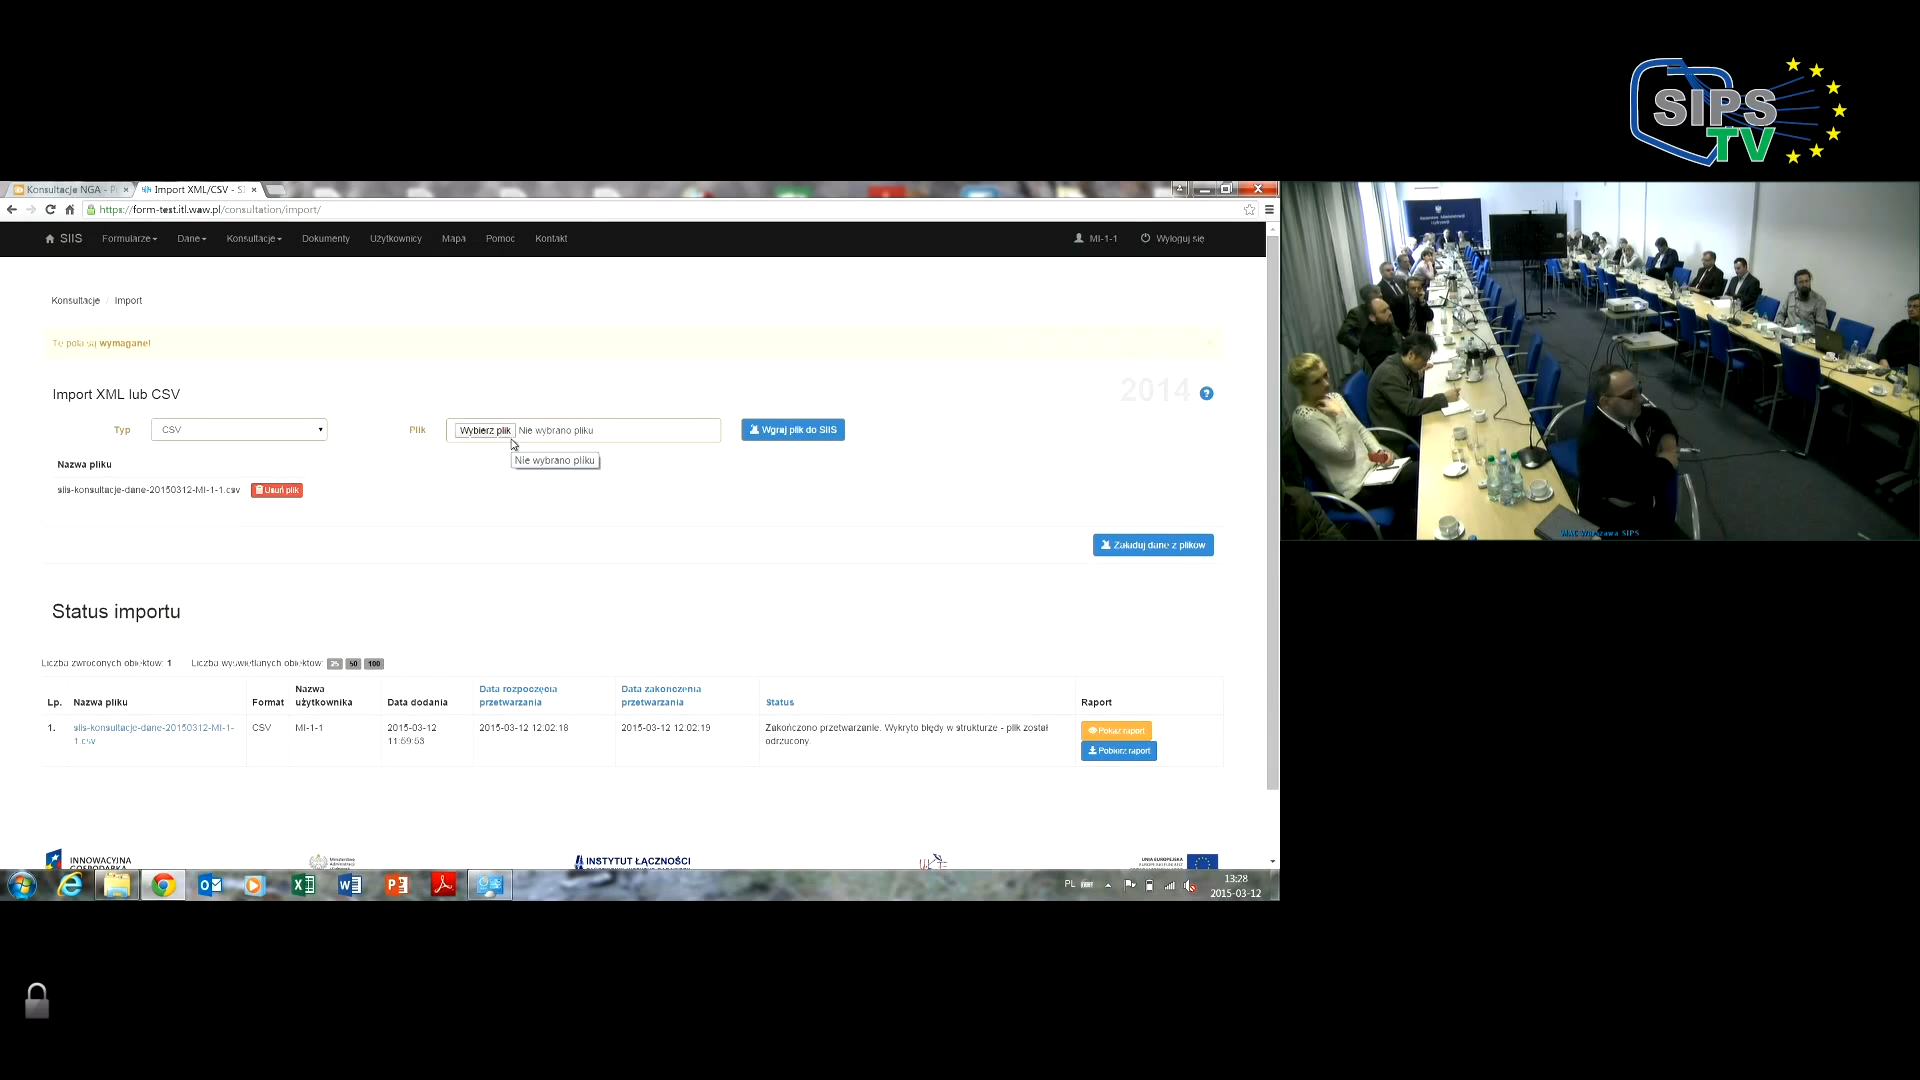 SIPS
TV
Konsultacje NGA - P
Import XML/CSV - S
https://form-test.itl.waw.pl/consultation/import/
SIIS
Formularze
Dane
Konsultacje
Dokumenty
Użytkownicy
Mapa
Pomoc
Kontakt
MI-1-1
Wyloguj się
Konsultacje / Import
Te pola są wymagane!
Import XML lub CSV
2014
Typ
CSV
Plik
Wybierz plik
Nie wybrano pliku
Wgraj plik do SIIS
Nie wybrano pliku
Nazwa pliku
siis-konsultacje-dane-20150312-MI-1-1.csv
Usuń plik
Załaduj dane z plików
Status importu
Liczba zwróconych obiektów: 1
Liczba wyświetlanych obiektów: 25 50 100
Lp.
Nazwa pliku
Format
Nazwa użytkownika
Data dodania
Data rozpoczęcia przetwarzania
Data zakończenia przetwarzania
Status
Raport
1.
siis-konsultacje-dane-20150312-MI-1-
1.csv
CSV
MI-1-1
2015-03-12
11:59:53
2015-03-12 12:02:18
2015-03-12 12:02:19
Zakończono przetwarzanie. Wykryto błędy w strukturze - plik został
odrzucony.
Pokaż raport
Pobierz raport
INNOWACYJNA
GOSPODARKA
INSTYTUT ŁĄCZNOŚCI
UKE
UNIA EUROPEJSKA
PL
13:28
2015-03-12
MAC Warszawa SIPS